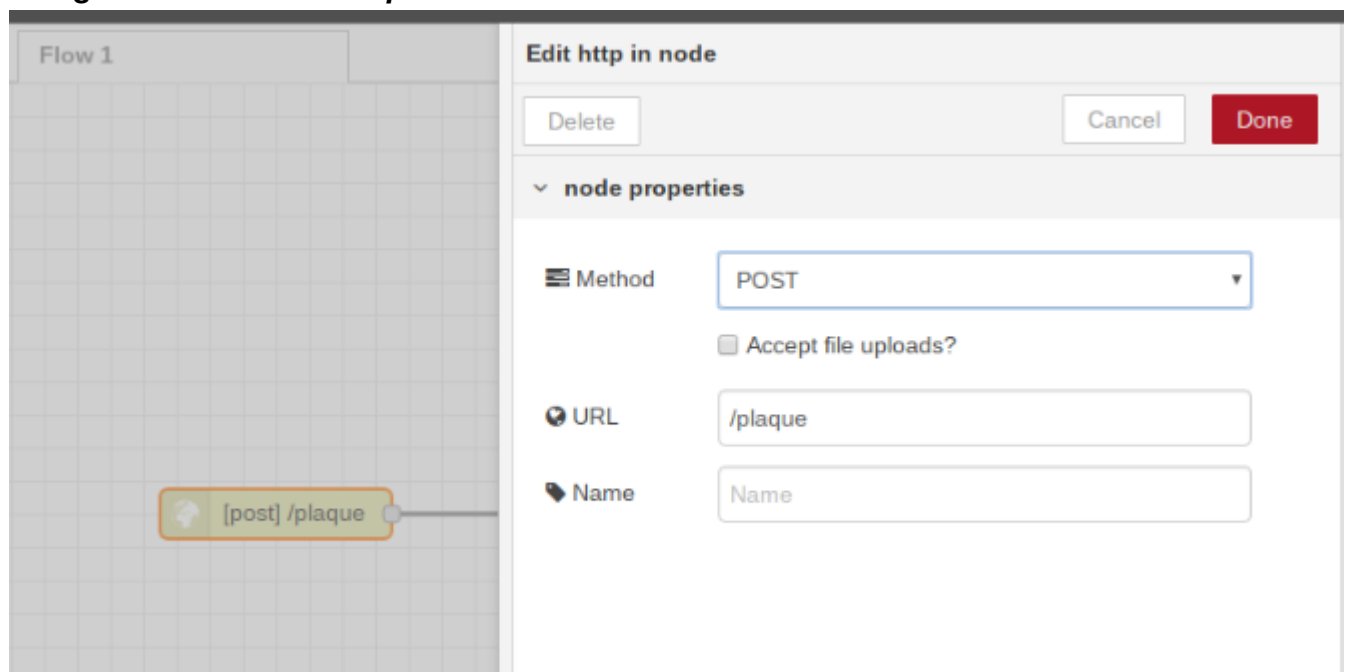 Flow 1
Edit http in node
Delete
Cancel
Done
node properties
Method
POST
Accept file uploads?
URL
/plaque
Name
Name
[post] /plaque